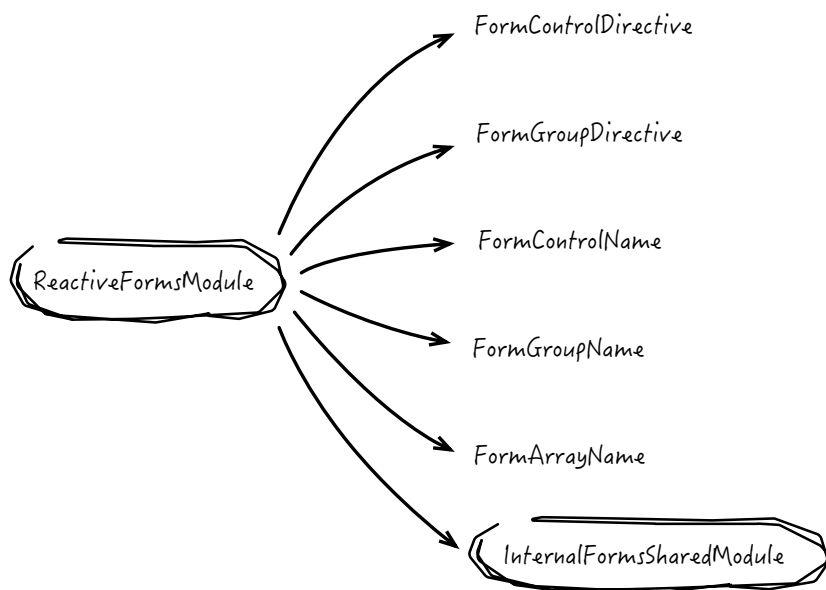 FormControlDirective
FormGroupDirective
FormControlName
ReactiveFormsModule
FormGroupName
FormArrayName
InternalFormsSharedModule